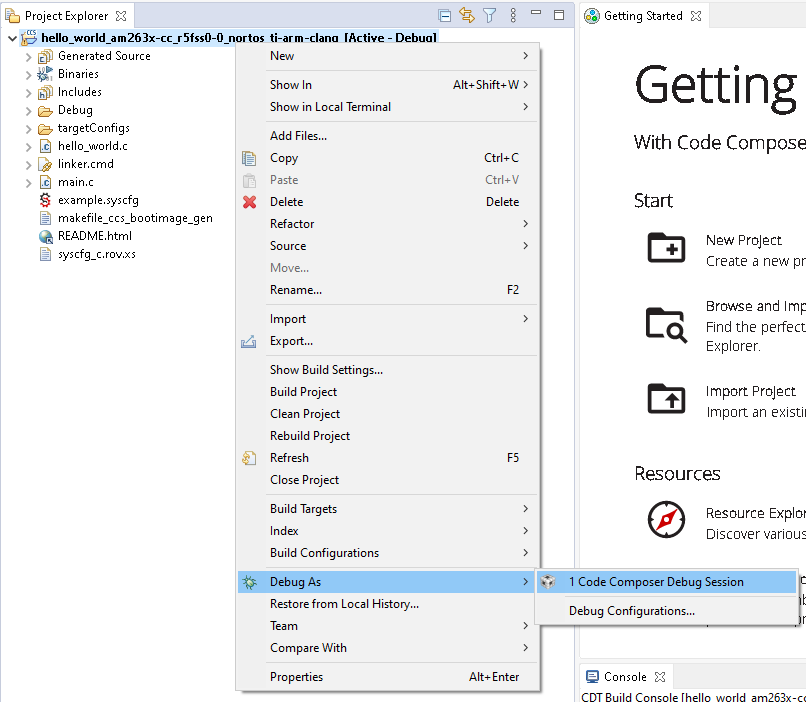 Project Explorer
hello_world_am263x-cc_r5fss0-0_nortos_ti-arm-clang [Active - Debug]
Generated Source
Binaries
Includes
Debug
targetConfigs
hello_world.c
linker.cmd
main.c
example.syscfg
makefile_ccs_bootimage_gen
README.html
syscfg_c.rov.xs
New
Show In Alt+Shift+W
Show in Local Terminal
Add Files...
Copy Ctrl+C
Paste Ctrl+V
Delete Delete
Refactor
Source
Move...
Rename... F2
Import
Export...
Show Build Settings...
Build Project
Clean Project
Rebuild Project
Refresh F5
Close Project
Build Targets
Index
Build Configurations
Debug As
Restore from Local History...
Team
Compare With
Properties Alt+Enter
1 Code Composer Debug Session
Debug Configurations...
Getting Started
Getting
With Code Compose
Start
New Project
Create a new pr
Browse and Imp
Find the perfect
Explorer.
Import Project
Import an existi
Resources
Resource Explor
Discover various
Console
CDT Build Console [hello_world_am263x-cc